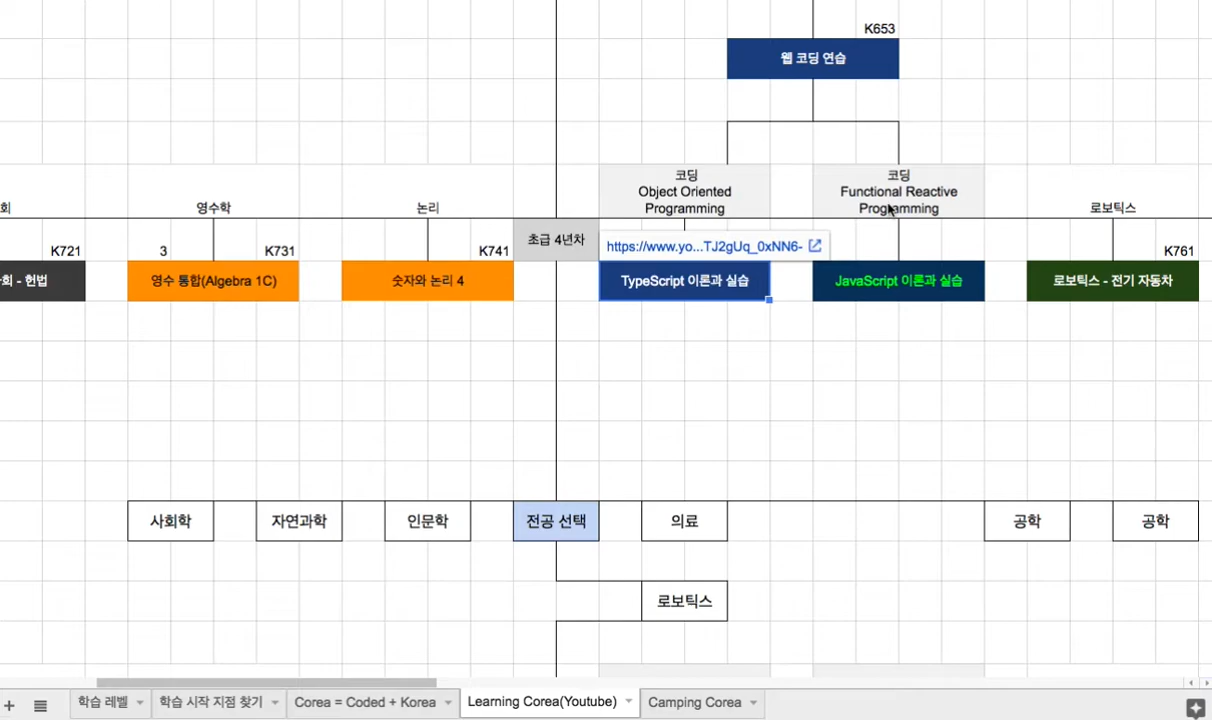 K653
웹 코딩 연습
코딩
Object Oriented
Programming
코딩
Functional Reactive
Programming
회
영수학
논리
로보틱스
K721
3
K731
K741
초급 4년차
https://www.yo...TJ2gUq_0xNN6-
K761
회 - 헌법
영수 통합(Algebra 1C)
숫자와 논리 4
TypeScript 이론과 실습
JavaScript 이론과 실습
로보틱스 - 전기 자동차
사회학
자연과학
인문학
전공 선택
의료
공학
공학
로보틱스
학습 레벨
학습 시작 지점 찾기
Corea = Coded + Korea
Learning Corea(Youtube)
Camping Corea